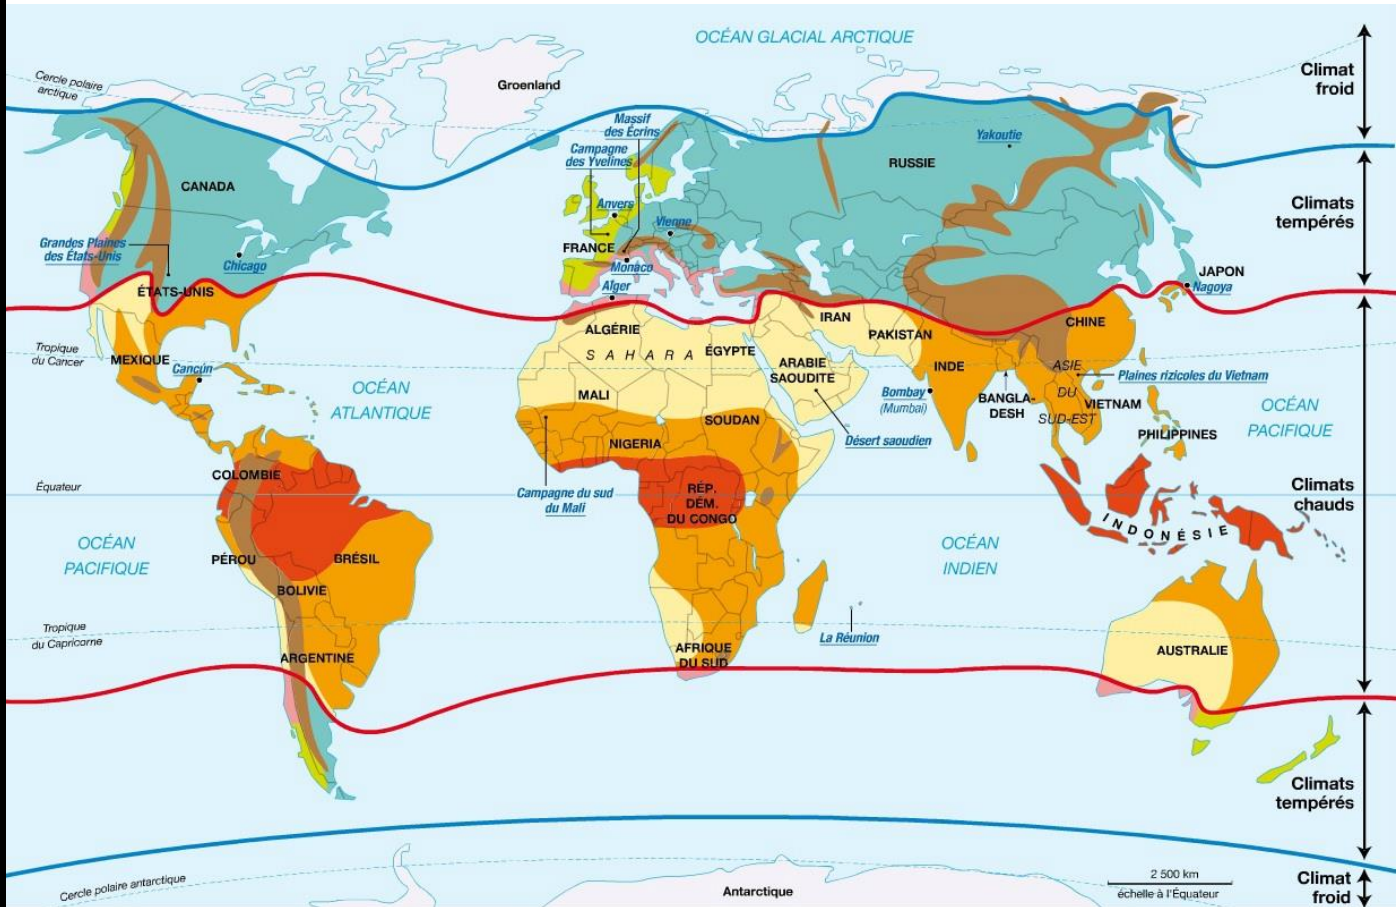 OCÉAN GLACIAL ARCTIQUE
Climat
froid
Cercle polaire
arctique
Groenland
Massif
des Écrins
Campagne
des Yvelines
Yakoutie
RUSSIE
CANADA
Climats
tempérés
Anvers
Vienne
Grandes Plaines
des États-Unis
Chicago
FRANCE
Monaco
JAPON
Nagoya
Alger
ÉTATS-UNIS
IRAN
CHINE
ALGÉRIE
PAKISTAN
Tropique
du Cancer
MEXIQUE
SAHARA
ÉGYPTE
ARABIE
SAOUDITE
INDE
ASIE
DU
SUD-EST
Cancún
Plaines rizicoles du Vietnam
OCÉAN
ATLANTIQUE
MALI
Bombay
(Mumbai)
BANGLA-
DESH
VIETNAM
OCÉAN
PACIFIQUE
SOUDAN
NIGERIA
Désert saoudien
PHILIPPINES
COLOMBIE
Équateur
Campagne du sud
du Mali
RÉP.
DÉM.
DU CONGO
Climats
chauds
INDONÉSIE
OCÉAN
PACIFIQUE
PÉROU
BRÉSIL
OCÉAN
INDIEN
BOLIVIE
Tropique
du Capricorne
La Réunion
ARGENTINE
AFRIQUE
DU SUD
AUSTRALIE
Climats
tempérés
Cercle polaire antarctique
Antarctique
2 500 km
échelle à l'Équateur
Climat
froid